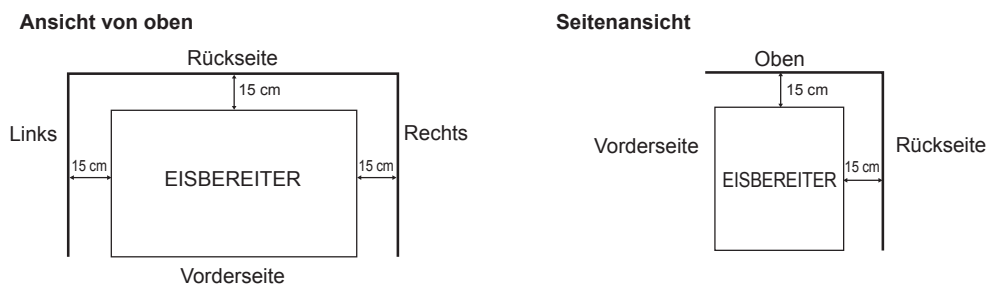 Ansicht von oben
Rückseite
15 cm
Links
Rechts
15 cm
EISBEREITER
15 cm
Vorderseite
Seitenansicht
Oben
15 cm
Vorderseite
Rückseite
EISBEREITER
15 cm